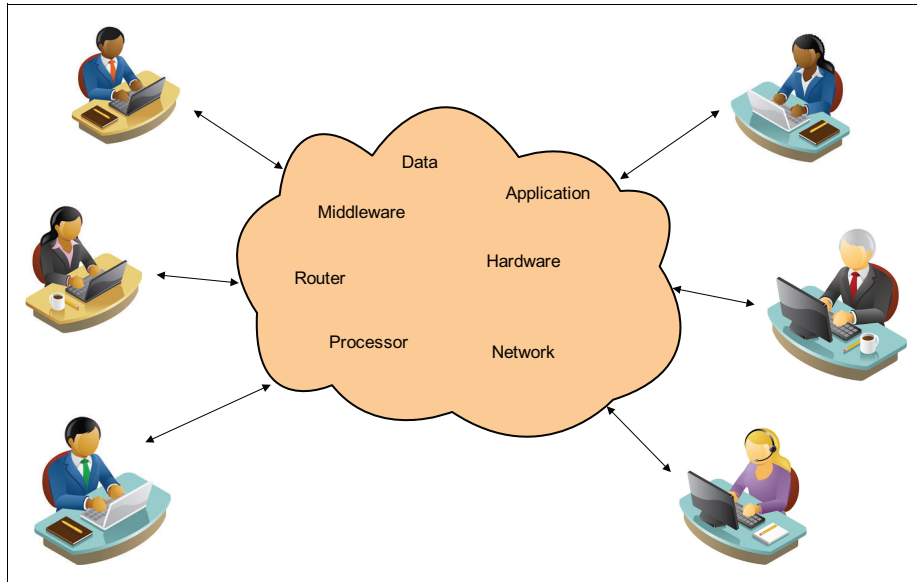 Data
Application
Middleware
Hardware
Router
Processor
Network